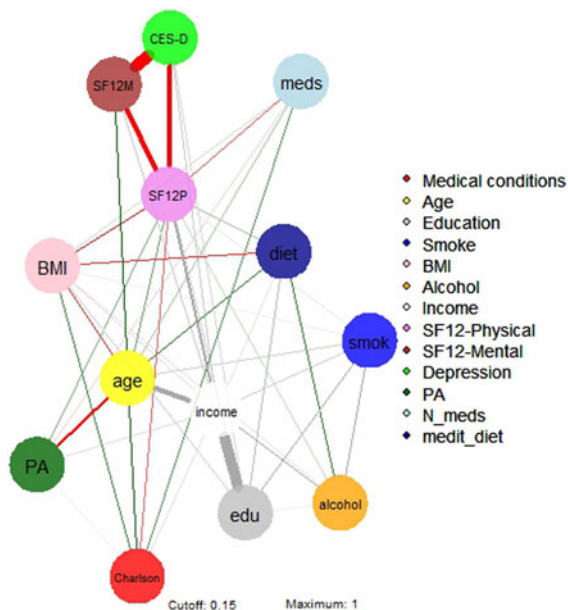 CES-D
SF12M
meds
SF12P
diet
BMI
smok
age
income
PA
edu
alcohol
Charlson
Cutoff: 0.15 Maximum: 1
Medical conditions
Age
Education
Smoke
BMI
Alcohol
Income
SF12-Physical
SF12-Mental
Depression
PA
N_meds
medit_diet